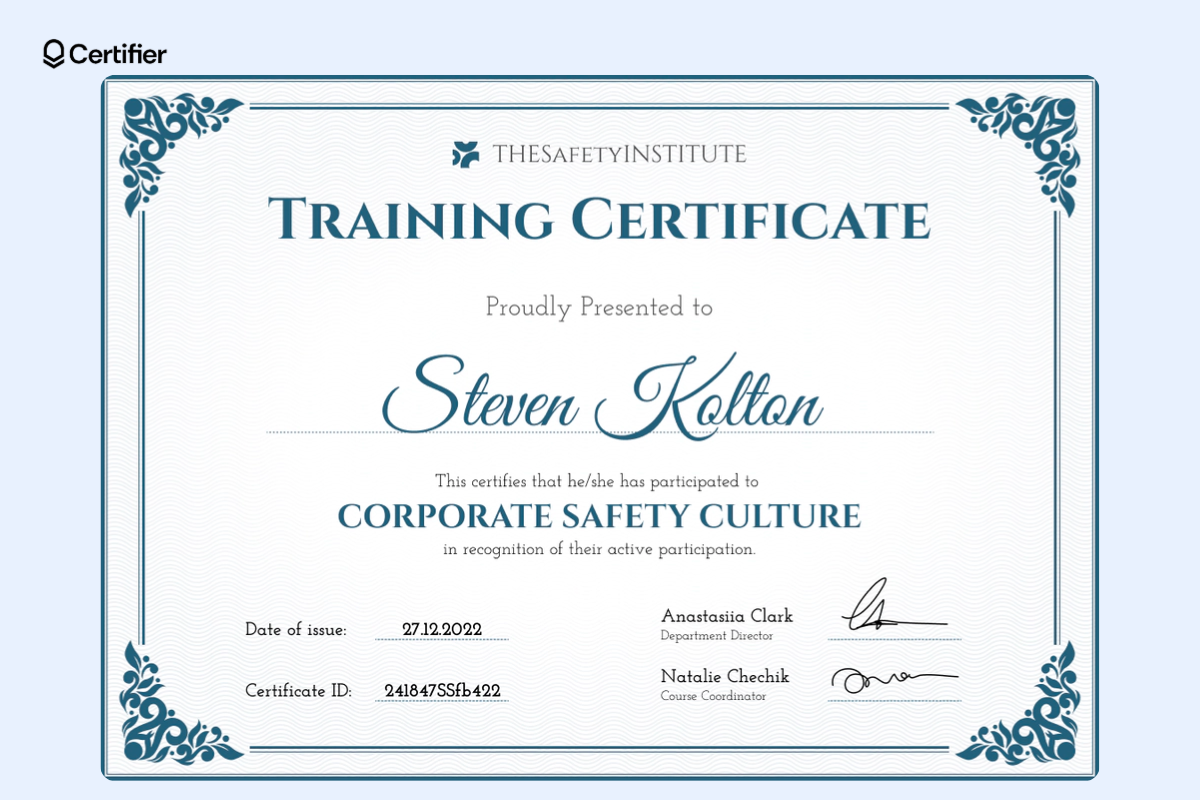 Certifier
THESAFETYINSTITUTE
TRAINING CERTIFICATE
Proudly Presented to
Steven Kolton
This certifies that he/she has participated to
CORPORATE SAFETY CULTURE
in recognition of their active participation.
Date of issue: 27.12.2022
Certificate ID: 241847SSfb422
Anastasiia Clark
Department Director
Natalie Chechik
Course Coordinator